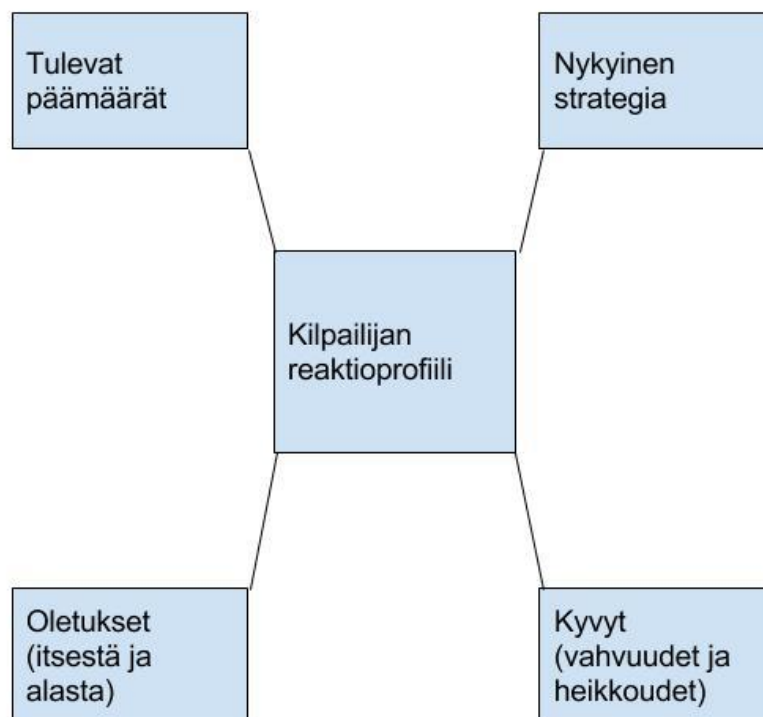 Tulevat
päämäärät
Nykyinen
strategia
Kilpailijan
reaktioprofiili
Oletukset
(itsestä ja
alasta)
Kyvyt
(vahvuudet ja
heikkoudet)